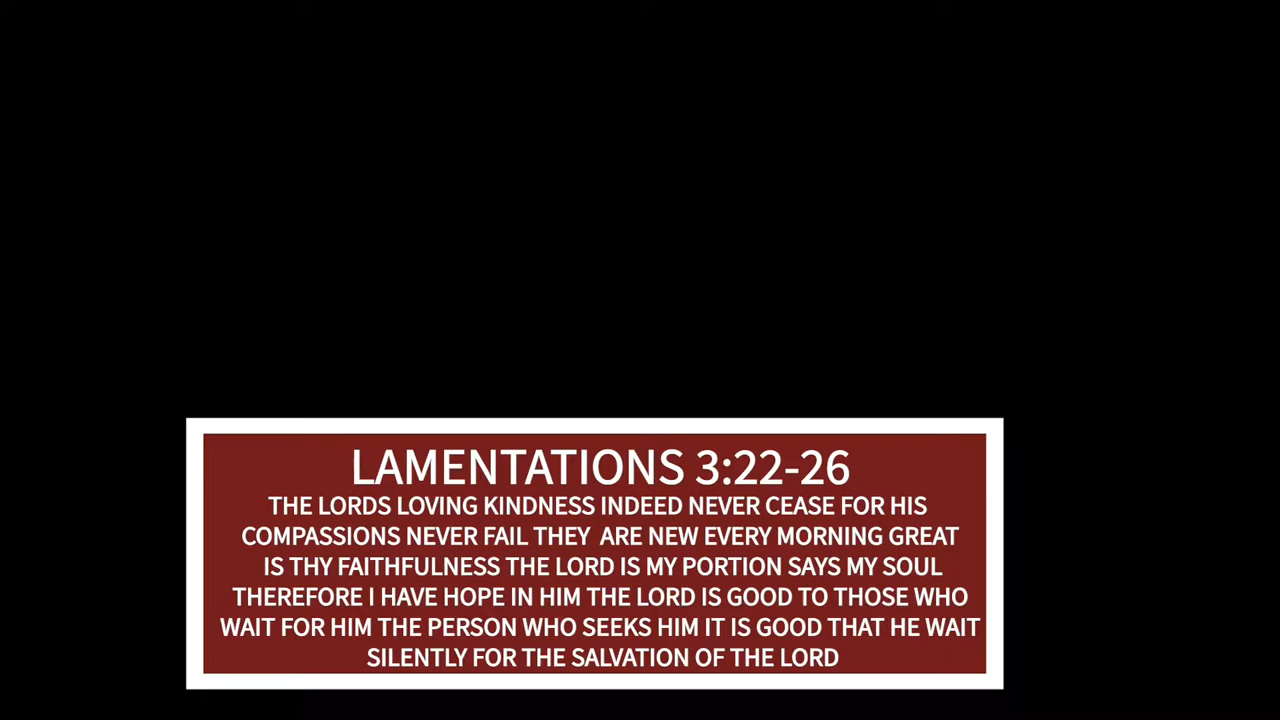 LAMENTATIONS 3:22-26
THE LORDS LOVING KINDNESS INDEED NEVER CEASE FOR HIS
COMPASSIONS NEVER FAIL THEY  ARE NEW EVERY MORNING GREAT
IS THY FAITHFULNESS THE LORD IS MY PORTION SAYS MY SOUL
THEREFORE I HAVE HOPE IN HIM THE LORD IS GOOD TO THOSE WHO
WAIT FOR HIM THE PERSON WHO SEEKS HIM IT IS GOOD THAT HE WAIT
SILENTLY FOR THE SALVATION OF THE LORD